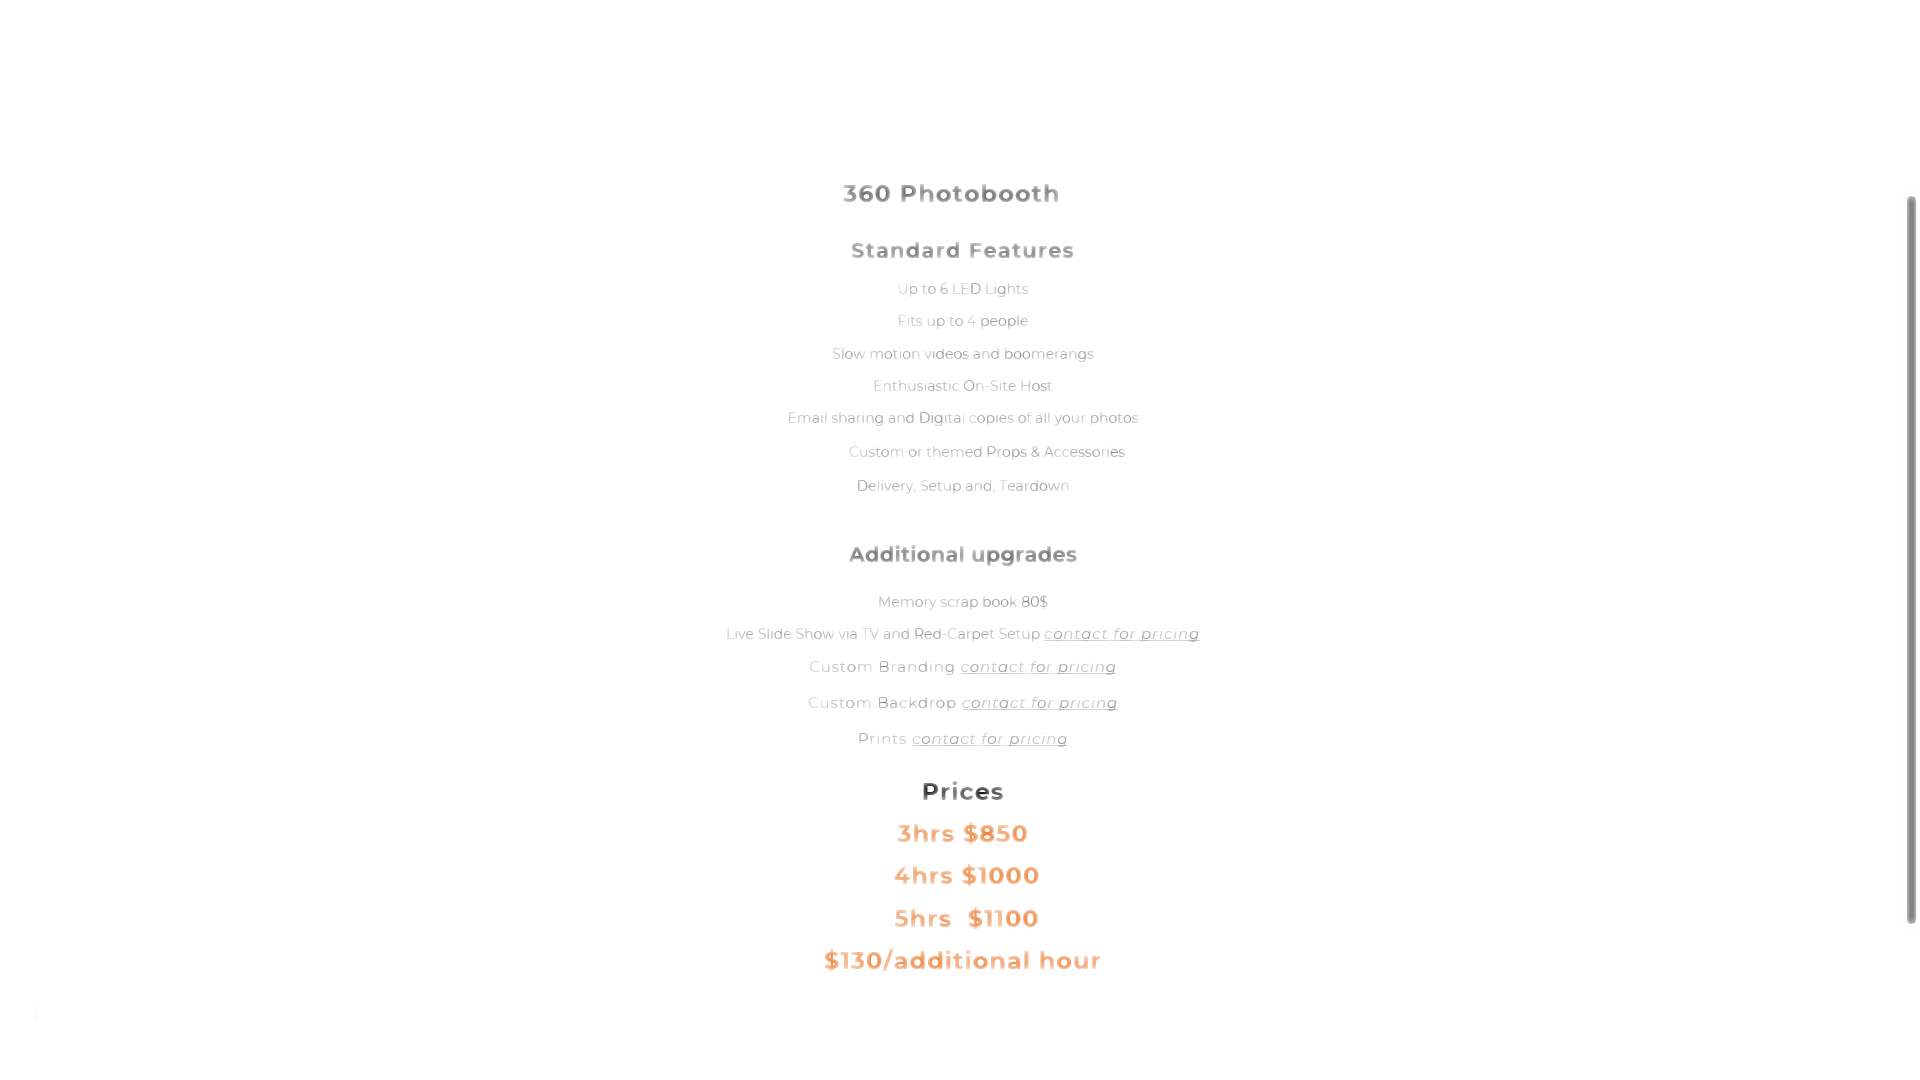 360 Photobooth
Standard Features
Up to 6 LED Lights
Fits up to 4 people
Slow motion videos and boomerangs
Enthusiastic On-Site Host
Email sharing and Digital copies of all your photos
Custom or themed Props & Accessories
Delivery, Setup and, Teardown
Additional upgrades
Memory scrap book 80$
Live Slide Show via TV and Red-Carpet Setup contact for pricing
Custom Branding contact for pricing
Custom Backdrop contact for pricing
Prints contact for pricing
Prices
3hrs $850
4hrs $1000
5hrs  $1100
$130/additional hour